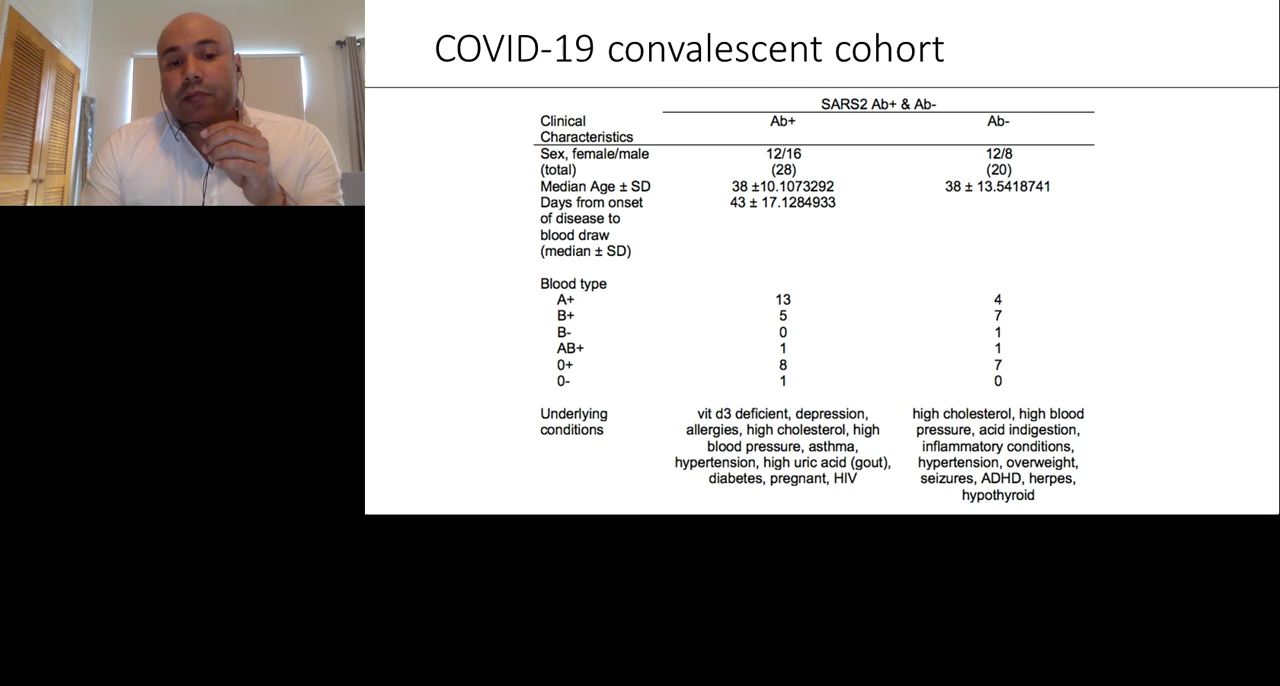 COVID-19 convalescent cohort
SARS2 Ab+ & Ab-
Clinical Characteristics Ab+ Ab-
Sex, female/male (total) 12/16 (28) 12/8 (20)
Median Age ± SD 38 ±10.1073292 38 ± 13.5418741
Days from onset of disease to blood draw (median ± SD) 43 ± 17.1284933
Blood type
A+ 13 4
B+ 5 7
B- 0 1
AB+ 1 1
0+ 8 7
0- 1 0
Underlying conditions
vit d3 deficient, depression,
allergies, high cholesterol, high
blood pressure, asthma,
hypertension, high uric acid (gout),
diabetes, pregnant, HIV
high cholesterol, high blood
pressure, acid indigestion,
inflammatory conditions,
hypertension, overweight,
seizures, ADHD, herpes,
hypothyroid